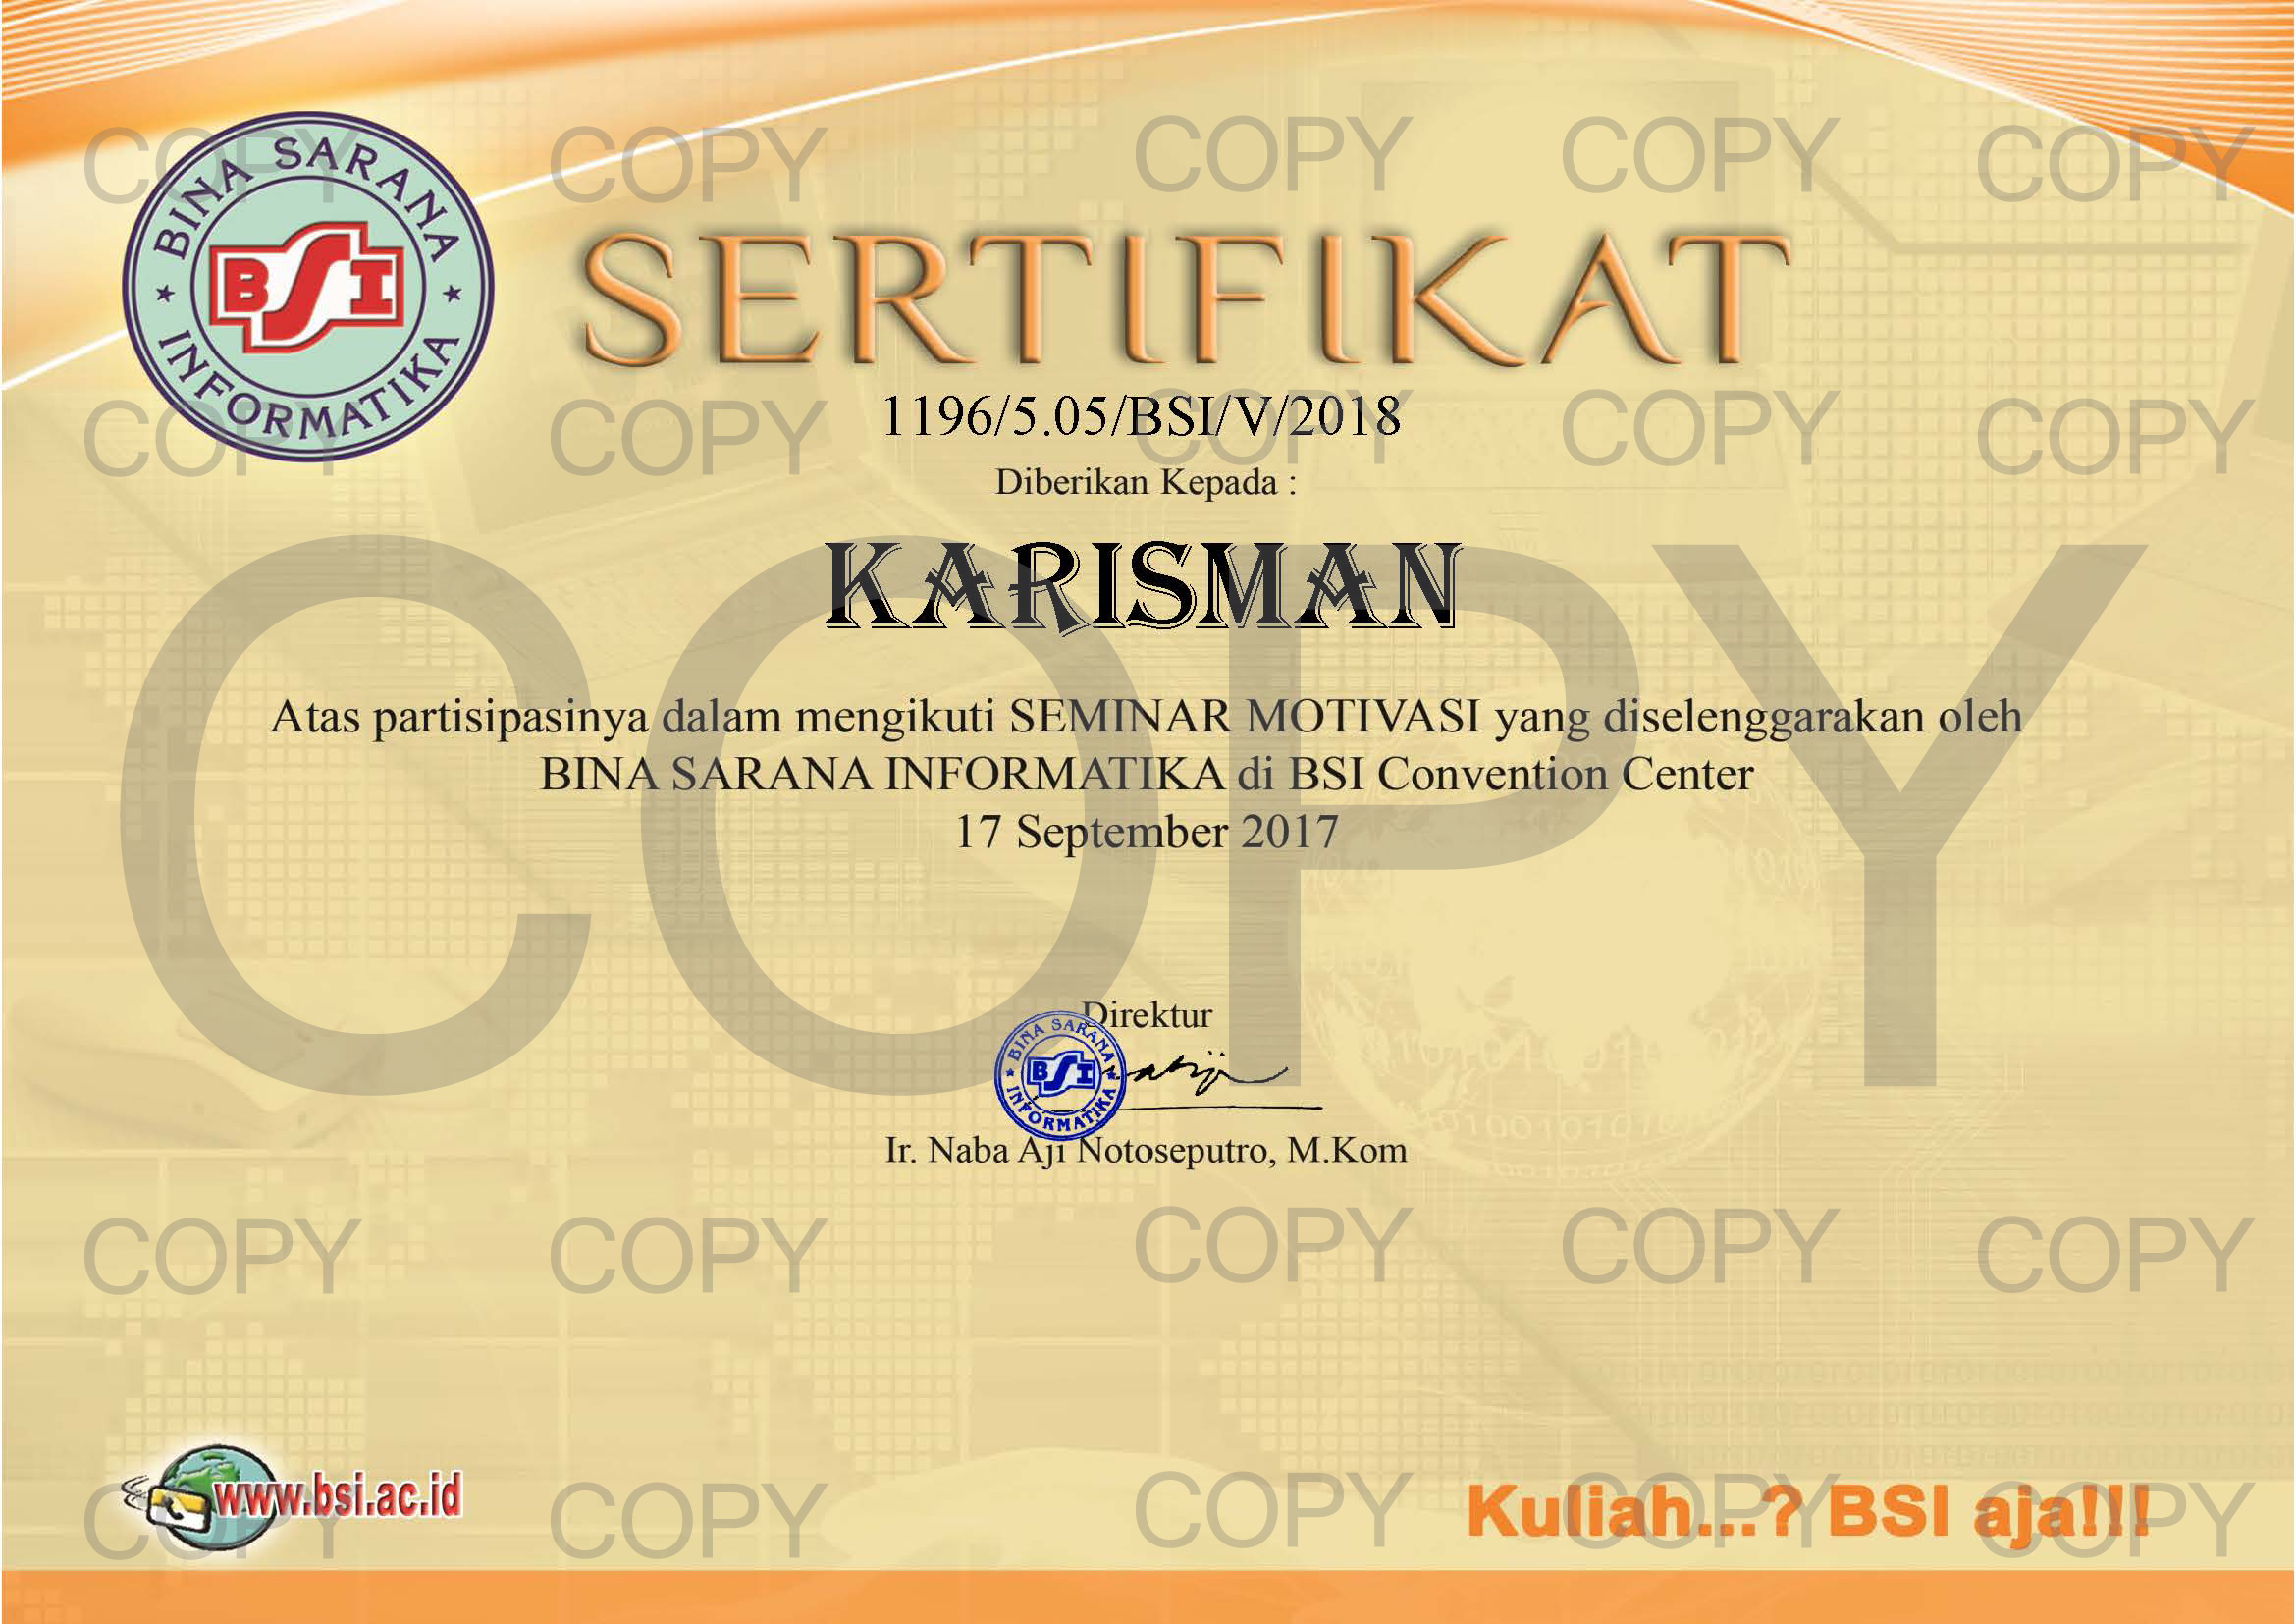 BINA SARANA
BSI
INFORMATIKA
COPY COPY COPY COPY COPY
SERTIFIKAT
1196/5.05/BSI/V/2018
COPY COPY COPY COPY COPY
Diberikan Kepada :
KARISMAN
COPY
Atas partisipasinya dalam mengikuti SEMINAR MOTIVASI yang diselenggarakan oleh
BINA SARANA INFORMATIKA di BSI Convention Center
17 September 2017
Direktur
BINA SARANA
BSI
INFORMATIKA
Ir. Naba Aji Notoseputro, M.Kom
COPY COPY COPY COPY COPY
www.bsi.ac.id
Kuliah...? BSI aja!!!
COPY COPY COPY COPY COPY